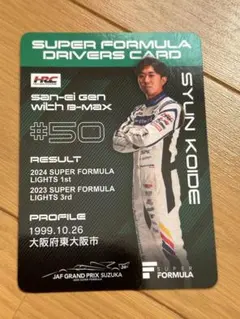 SUPER FORMULA
DRIVERS CARD
HRC
san-ei gen
with B-MAX
#50
SYUN KOIDE
RESULT
2024 SUPER FORMULA
LIGHTS 1st
2023 SUPER FORMULA
LIGHTS 3rd
PROFILE
1999.10.26
大阪府東大阪市
JAF GRAND PRIX SUZUKA
SUPER
FORMULA